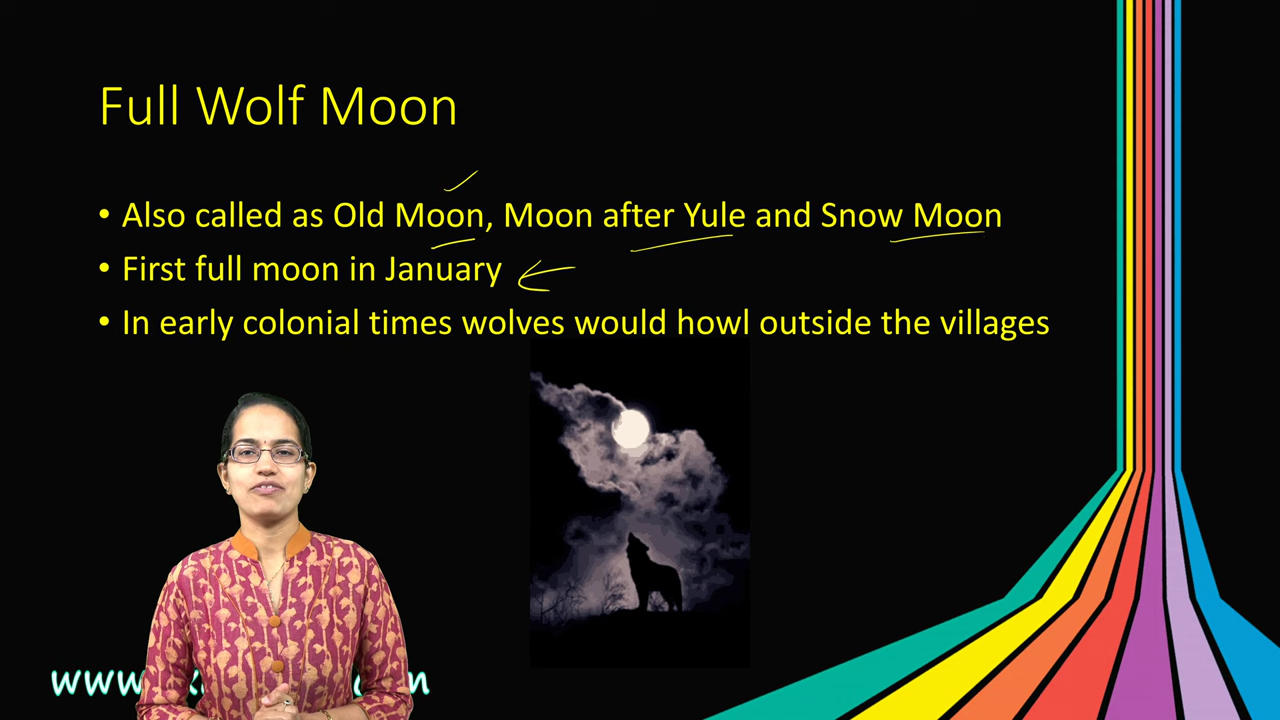 Full Wolf Moon
• Also called as Old Moon, Moon after Yule and Snow Moon
• First full moon in January
• In early colonial times wolves would howl outside the villages
www.